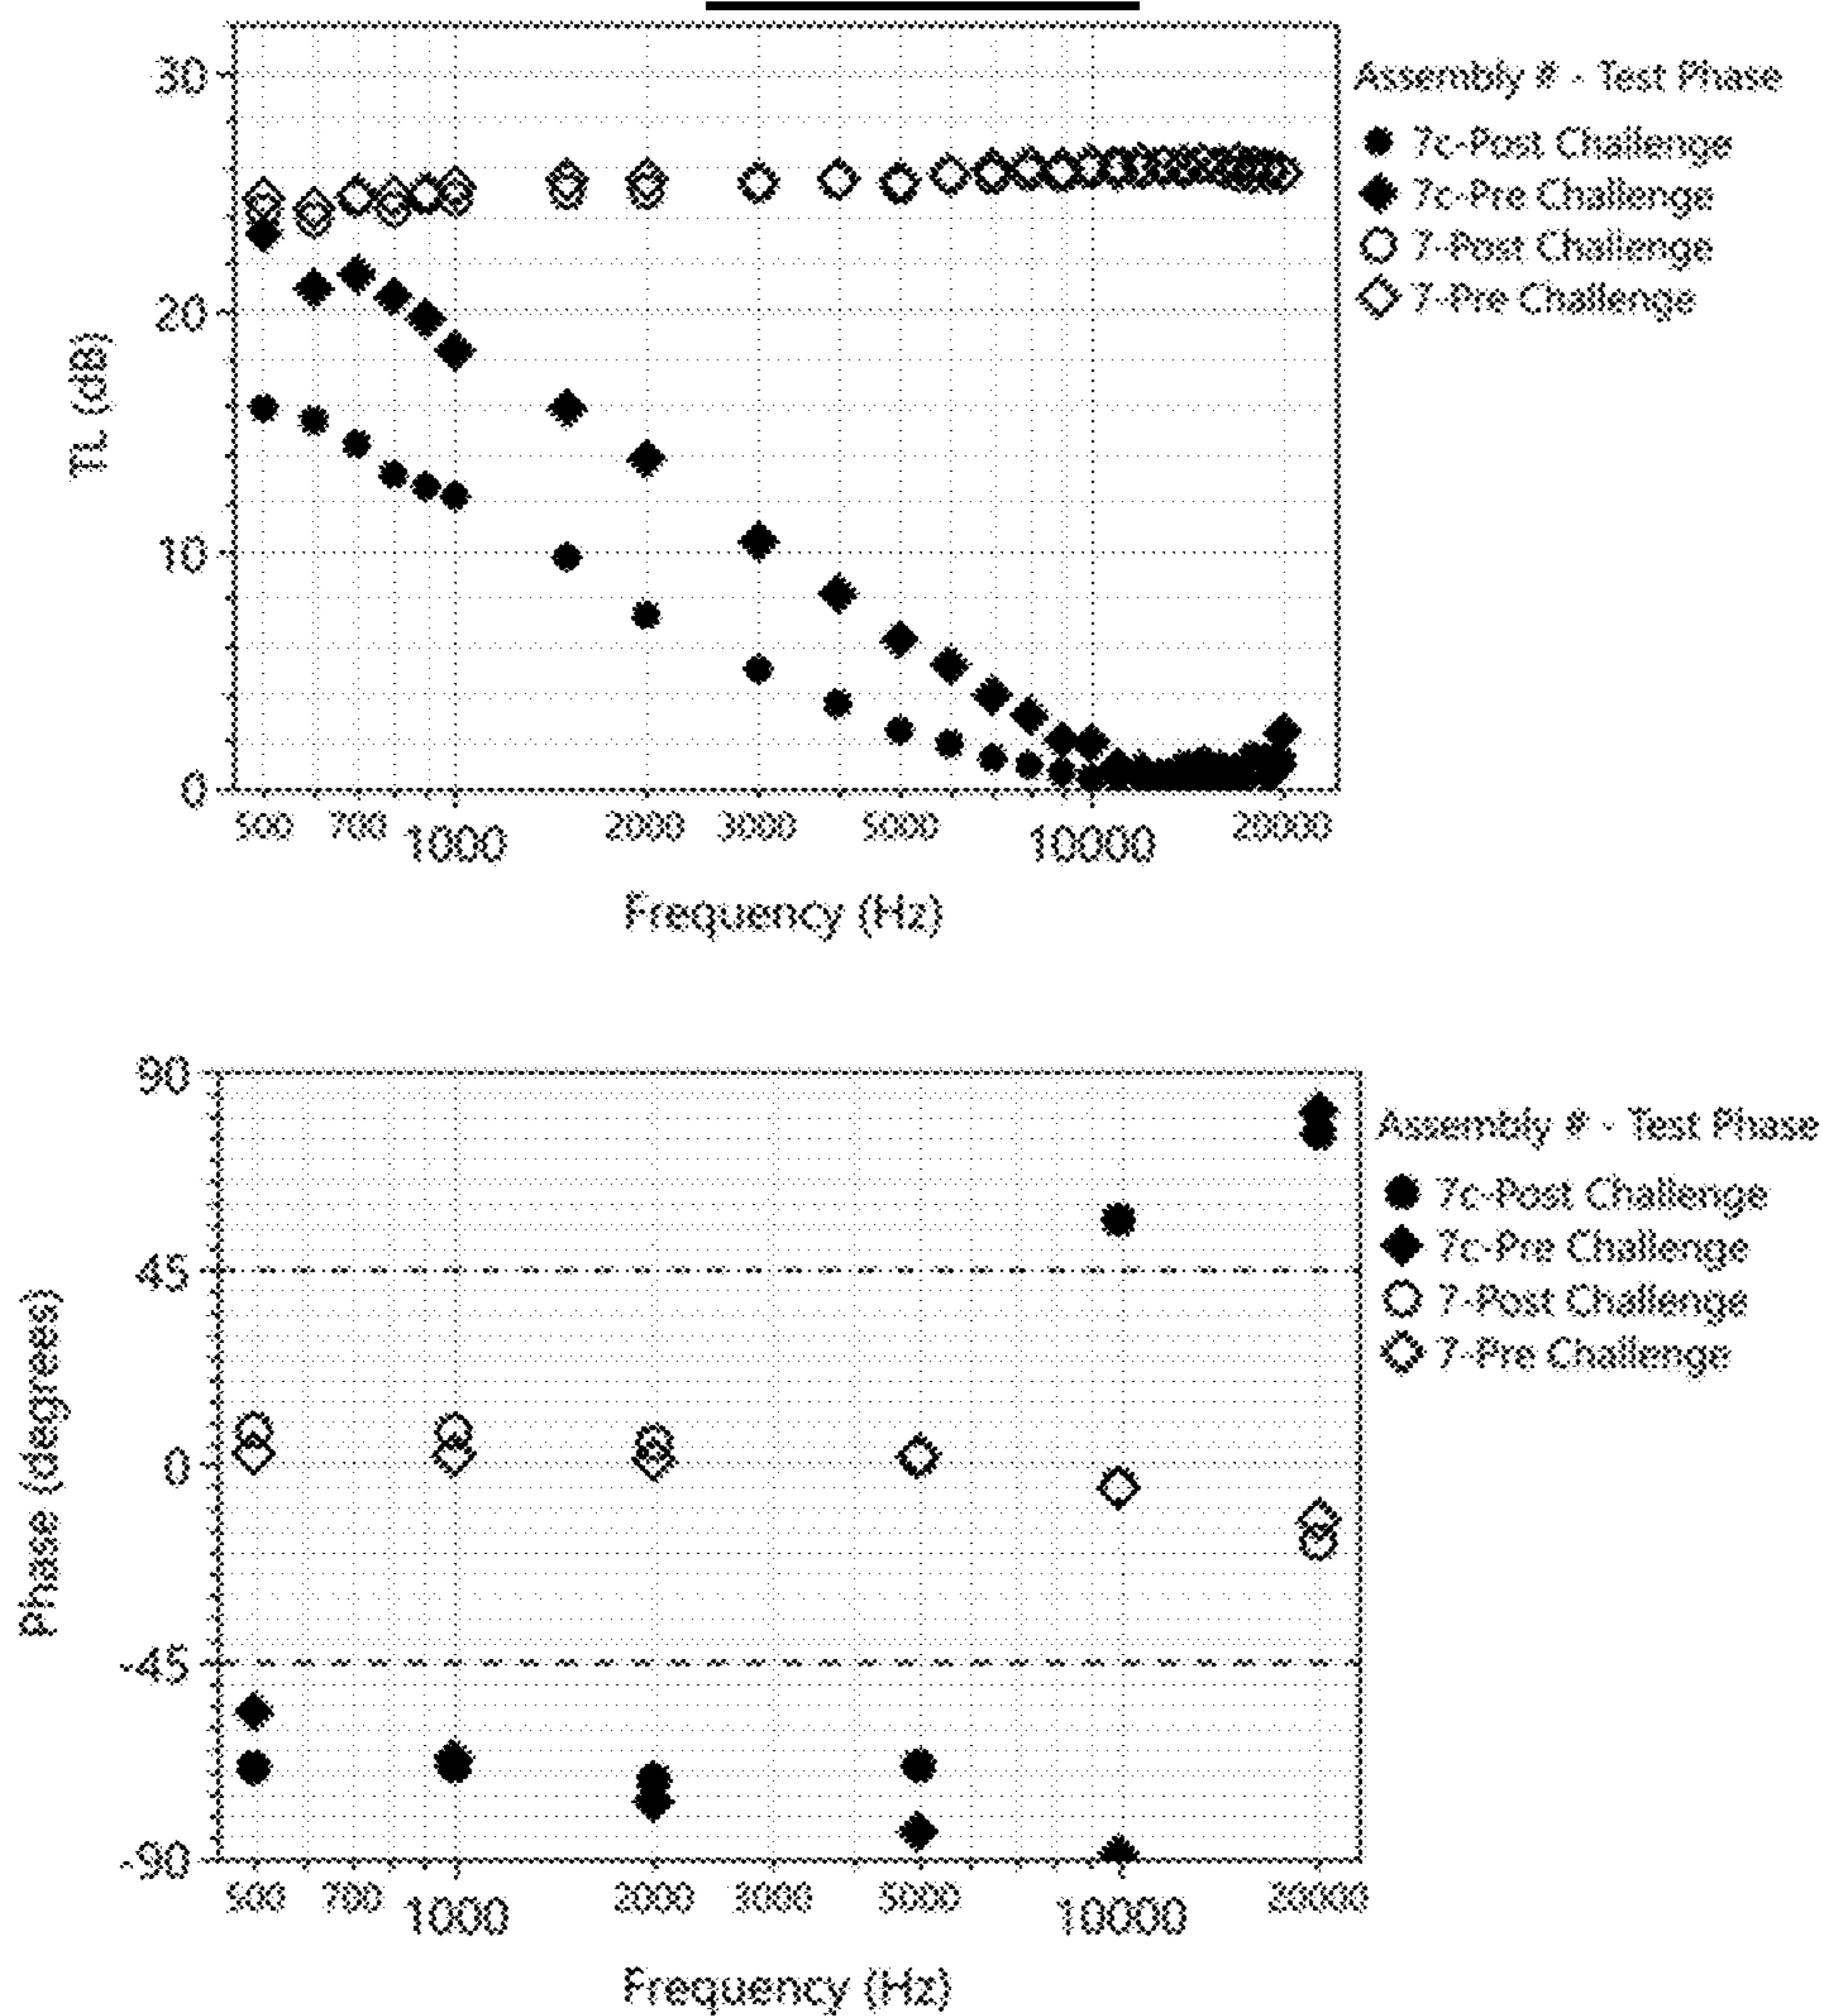 30
20
10
0
TL (dB)
500 700 1000 2000 3000 5000 10000 20000
Frequency (Hz)
Assembly # - Test Phase
7c-Post Challenge
7c-Pre Challenge
7-Post Challenge
7-Pre Challenge
90
45
0
-45
-90
Phase (degrees)
500 700 1000 2000 3000 5000 10000 20000
Frequency (Hz)
Assembly # - Test Phase
7c-Post Challenge
7c-Pre Challenge
7-Post Challenge
7-Pre Challenge